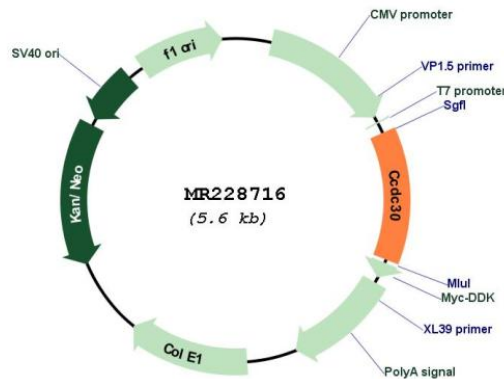 CMV promoter
SV40 ori
f1 ori
VP1.5 primer
T7 promoter
SgfI
Kan/ Neo
MR228716
(5.6 kb)
Ccdc30
MluI
Myc-DDK
XL39 primer
Col E1
PolyA signal